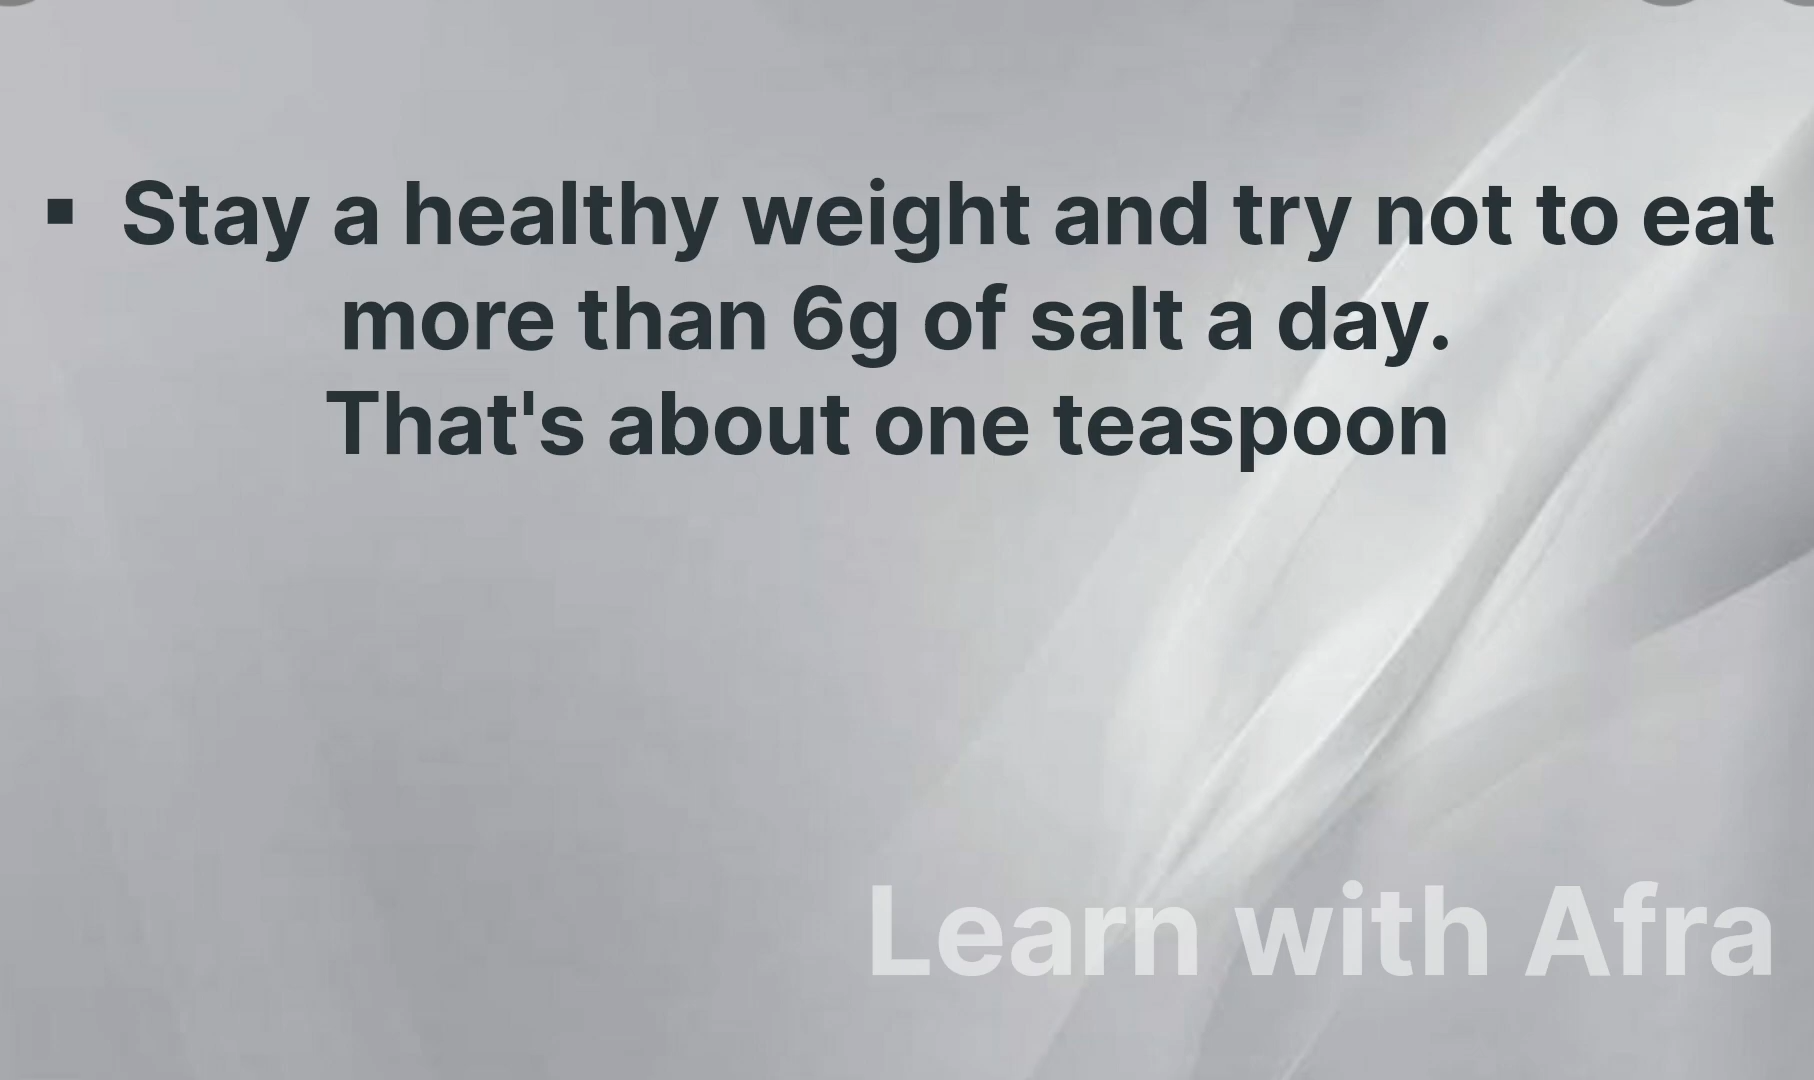 ▪ Stay a healthy weight and try not to eat
more than 6g of salt a day.
That's about one teaspoon
Learn with Afra